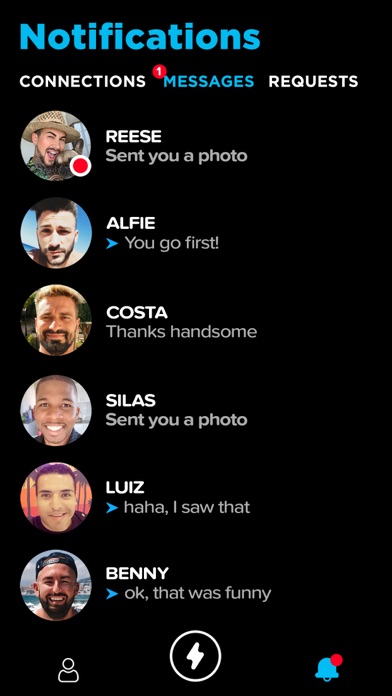 Notifications
CONNECTIONS 1 MESSAGES REQUESTS
REESE
Sent you a photo
ALFIE
You go first!
COSTA
Thanks handsome
SILAS
Sent you a photo
LUIZ
haha, I saw that
BENNY
ok, that was funny